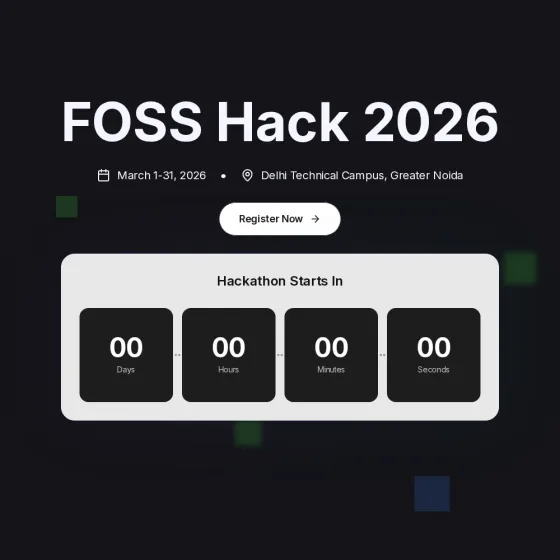 FOSS Hack 2026
March 1-31, 2026 • Delhi Technical Campus, Greater Noida
Register Now →
Hackathon Starts In
00 00 00 00
Days Hours Minutes Seconds